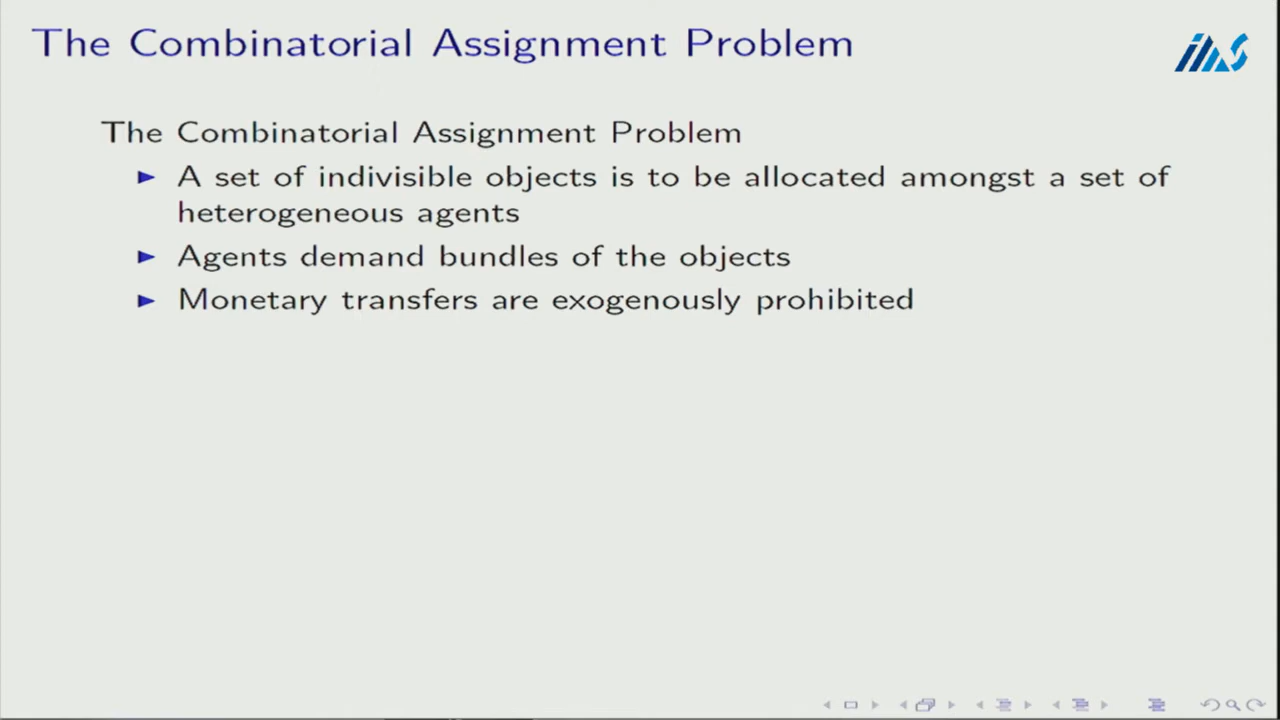 The Combinatorial Assignment Problem
IIAS
The Combinatorial Assignment Problem
► A set of indivisible objects is to be allocated amongst a set of
heterogeneous agents
► Agents demand bundles of the objects
► Monetary transfers are exogenously prohibited